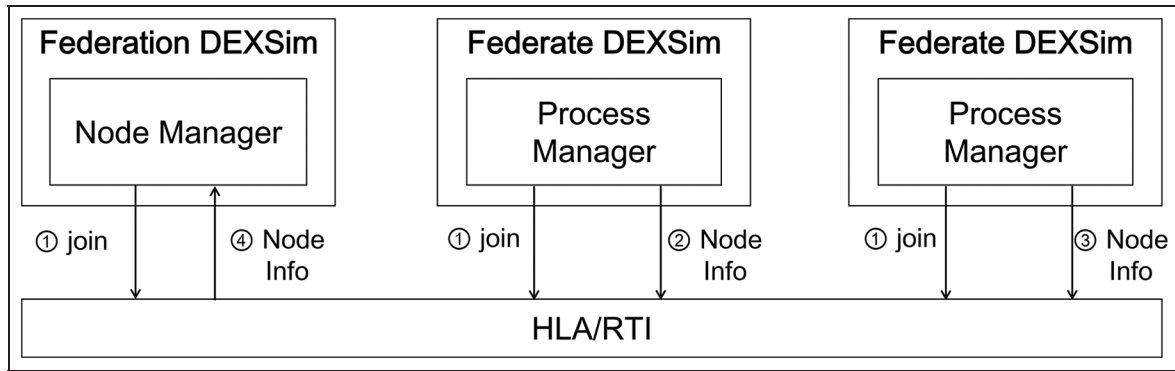 Federation DEXSim
Node Manager
① join
④ Node
Info
Federate DEXSim
Process
Manager
① join
② Node
Info
Federate DEXSim
Process
Manager
① join
③ Node
Info
HLA/RTI